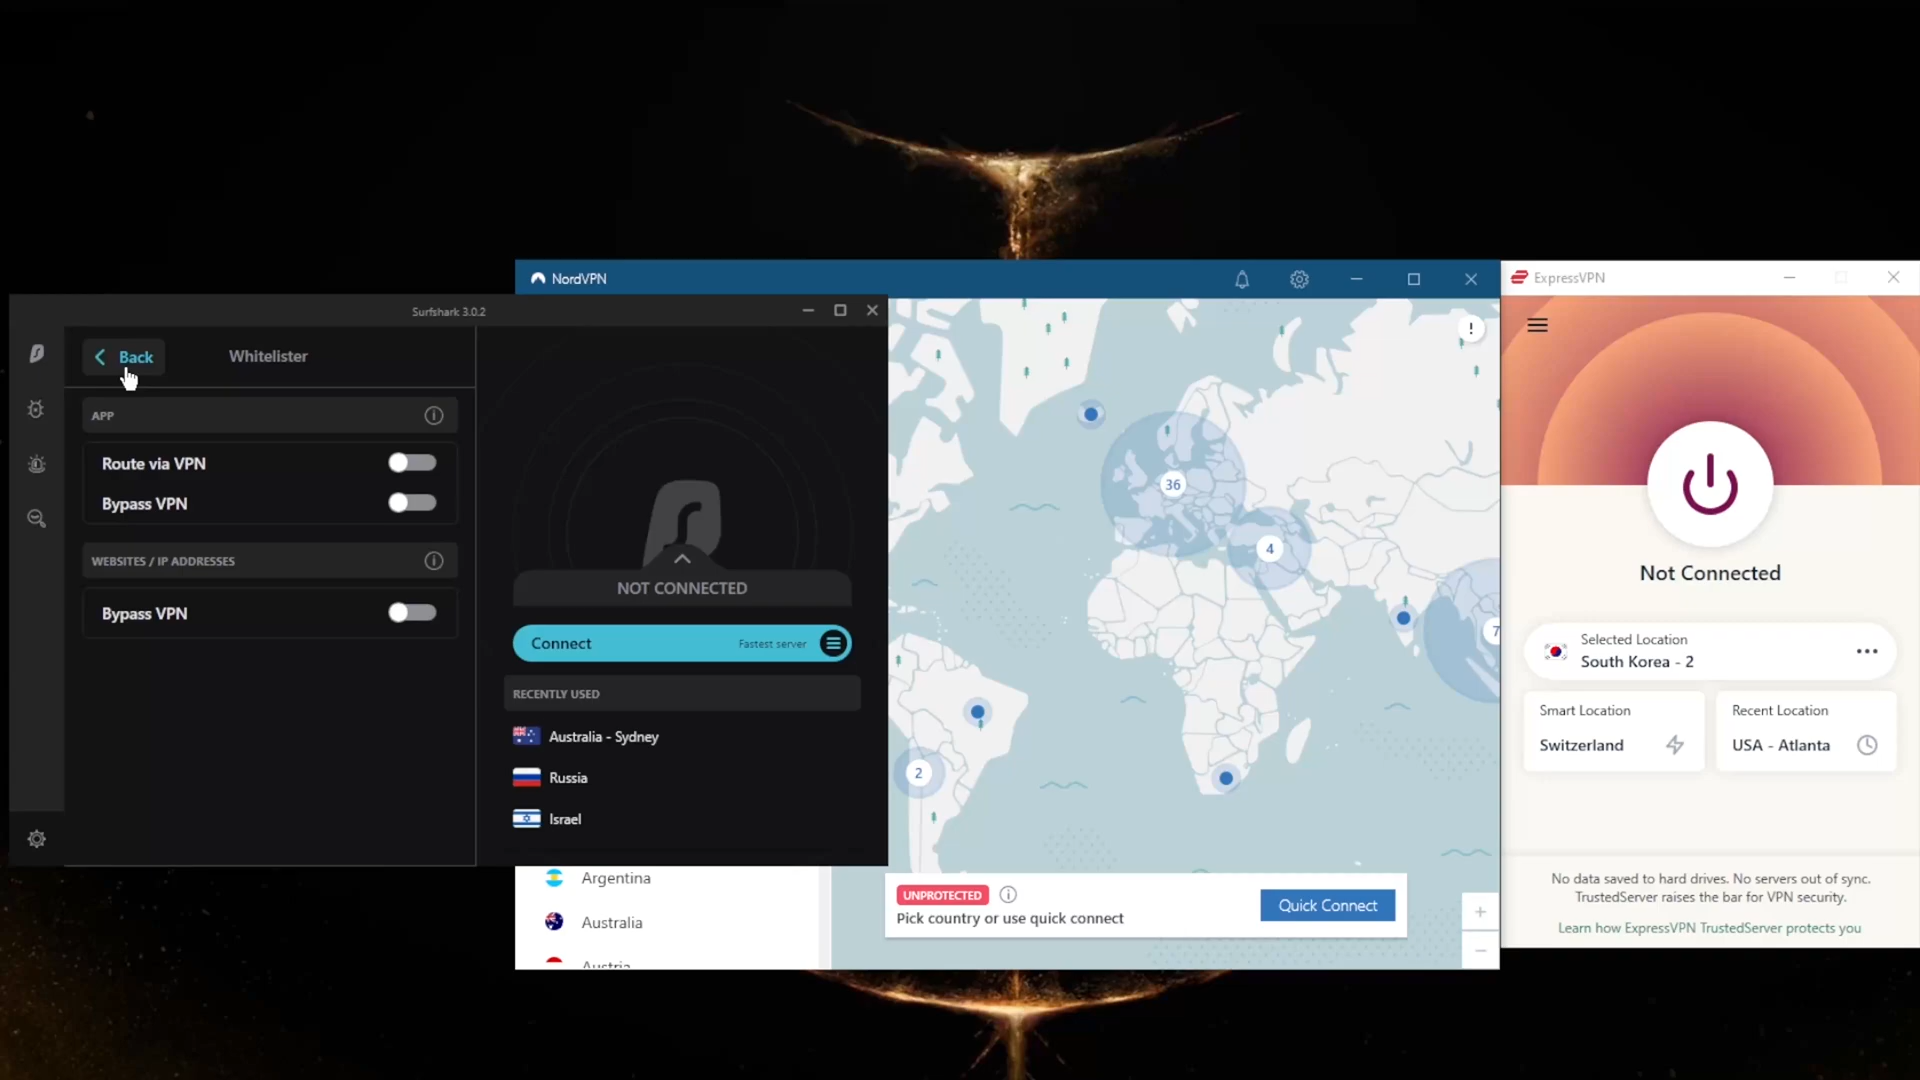 Surfshark 3.0.2
Back
Whitelister
APP
Route via VPN
Bypass VPN
WEBSITES / IP ADDRESSES
Bypass VPN
NOT CONNECTED
Connect
Fastest server
RECENTLY USED
Australia - Sydney
Russia
Israel
NordVPN
!
36
4
7
2
Argentina
Australia
Austria
UNPROTECTED
Pick country or use quick connect
Quick Connect
ExpressVPN
Not Connected
Selected Location
South Korea - 2
Smart Location
Switzerland
Recent Location
USA - Atlanta
No data saved to hard drives. No servers out of sync.
TrustedServer raises the bar for VPN security.
Learn how ExpressVPN TrustedServer protects you